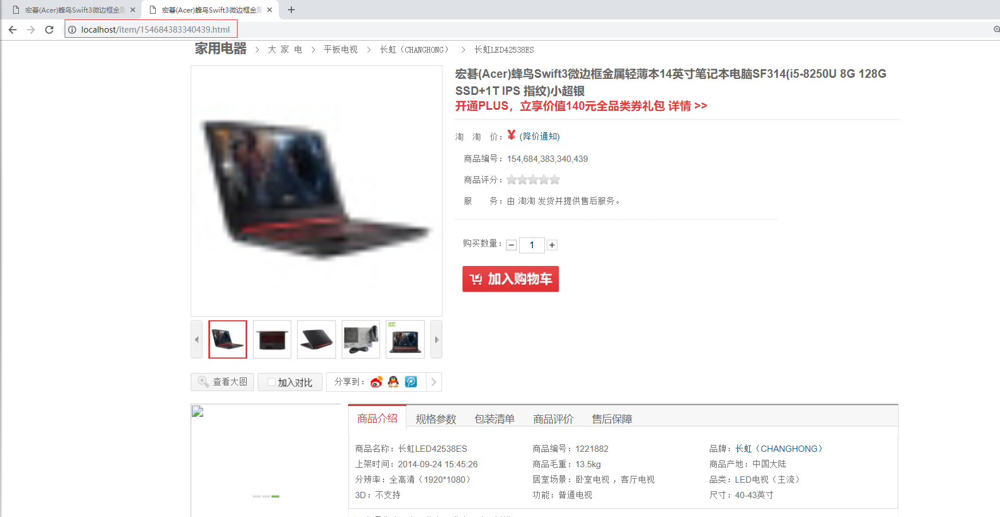 宏碁(Acer)蜂鸟Swift3微边框金属
宏碁(Acer)蜂鸟Swift3微边框金属
localhost/item/154684383340439.html
家用电器 > 大 家 电 > 平板电视 > 长虹（CHANGHONG） > 长虹LED42538ES
宏碁(Acer)蜂鸟Swift3微边框金属轻薄本14英寸笔记本电脑SF314(i5-8250U 8G 128G
SSD+1T IPS 指纹)小超银
开通PLUS，立享价值140元全品类券礼包 详情 >>
淘 淘 价：¥ (降价通知)
商品编号：154,684,383,340,439
商品评分：
服 务：由 淘淘 发货并提供售后服务。
购买数量： − 1 +
加入购物车
acer
查看大图 加入对比 分享到：
商品介绍 规格参数 包装清单 商品评价 售后保障
商品名称：长虹LED42538ES 商品编号：1221882 品牌：长虹（CHANGHONG）
上架时间：2014-09-24 15:45:26 商品毛重：13.5kg 商品产地：中国大陆
分辨率：全高清（1920*1080） 居室场景：卧室电视 ，客厅电视 品类：LED电视（主流）
3D：不支持 功能：普通电视 尺寸：40-43英寸